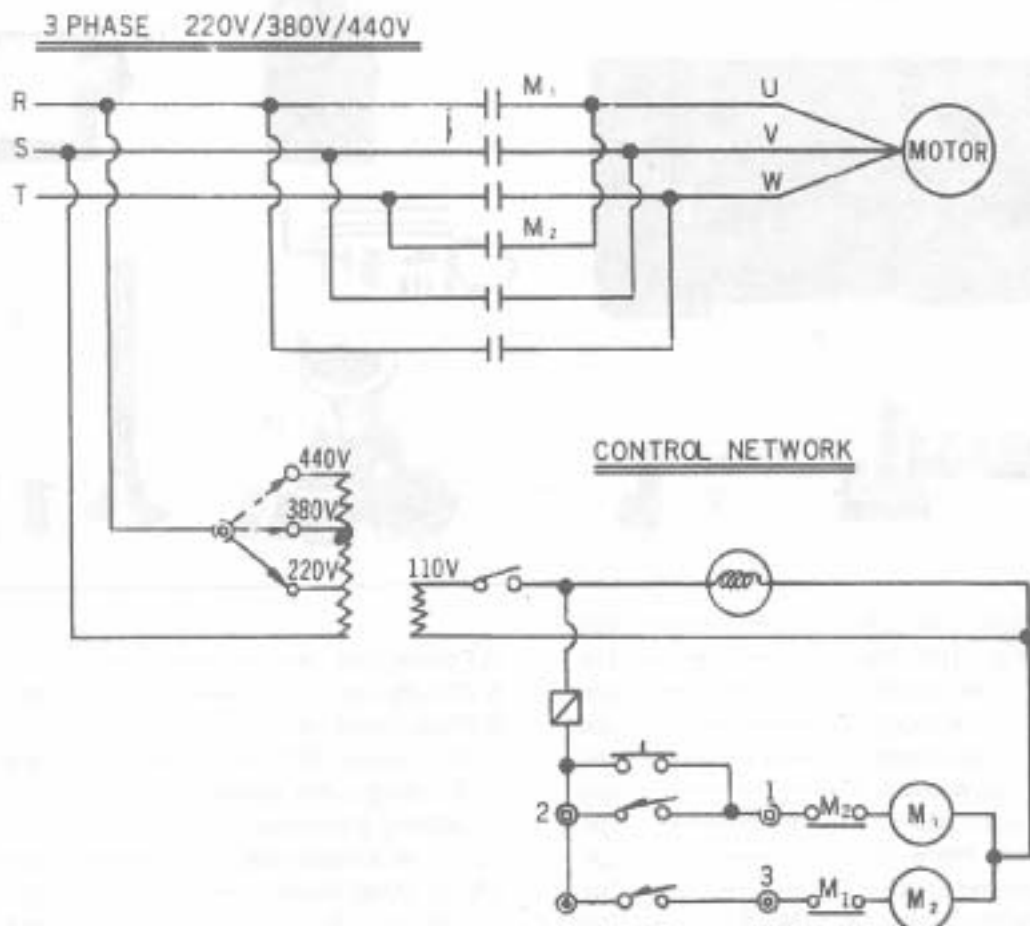 3 PHASE 220V/380V/440V
R M₁ U
S V MOTOR
T W
M₂
CONTROL NETWORK
440V
380V
220V 110V
2 1 M₂ M₁
3 M₁ M₂